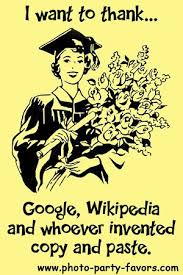 I want to thank...
Google, Wikipedia
and whoever invented
copy and paste.
www.photo-party-favors.com